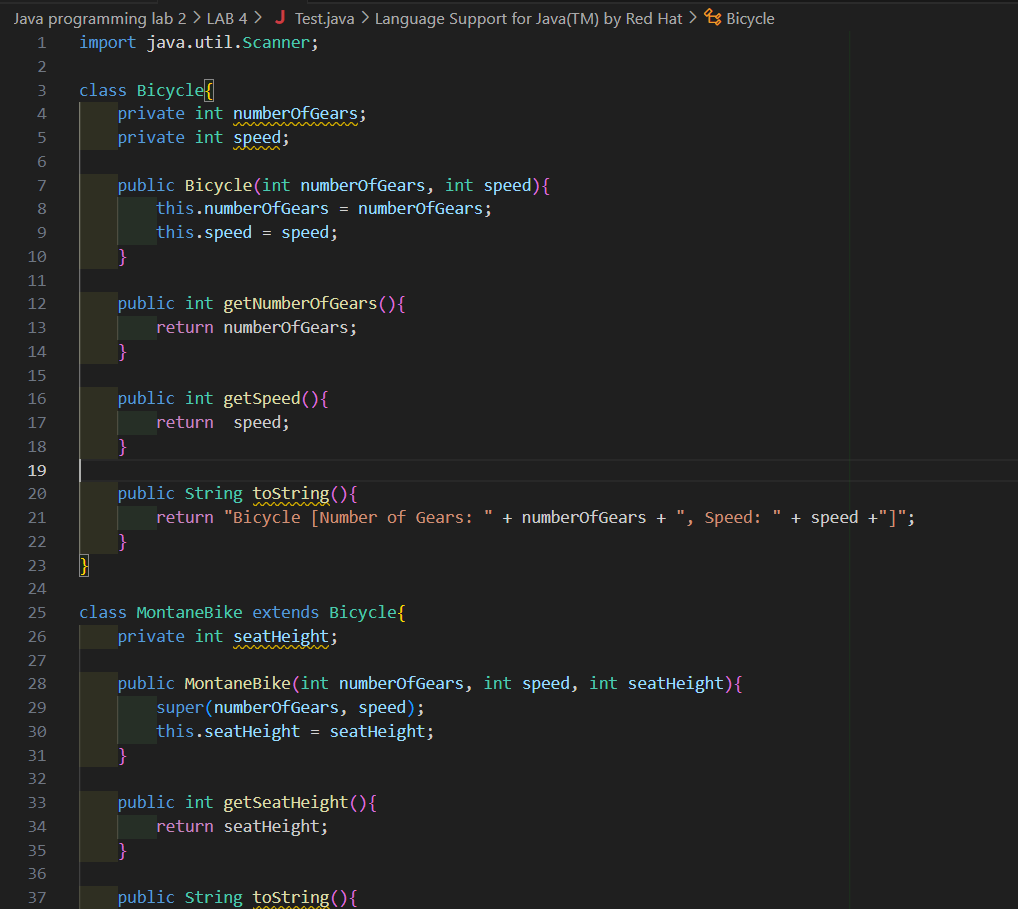 Java programming lab 2 > LAB 4 > J Test.java > Language Support for Java(TM) by Red Hat > Bicycle
1 import java.util.Scanner;
2
3 class Bicycle{
4     private int numberOfGears;
5     private int speed;
6
7     public Bicycle(int numberOfGears, int speed){
8         this.numberOfGears = numberOfGears;
9         this.speed = speed;
10     }
11
12     public int getNumberOfGears(){
13         return numberOfGears;
14     }
15
16     public int getSpeed(){
17         return  speed;
18     }
19
20     public String toString(){
21         return "Bicycle [Number of Gears: " + numberOfGears + ", Speed: " + speed +"]";
22     }
23 }
24
25 class MontaneBike extends Bicycle{
26     private int seatHeight;
27
28     public MontaneBike(int numberOfGears, int speed, int seatHeight){
29         super(numberOfGears, speed);
30         this.seatHeight = seatHeight;
31     }
32
33     public int getSeatHeight(){
34         return seatHeight;
35     }
36
37     public String toString(){